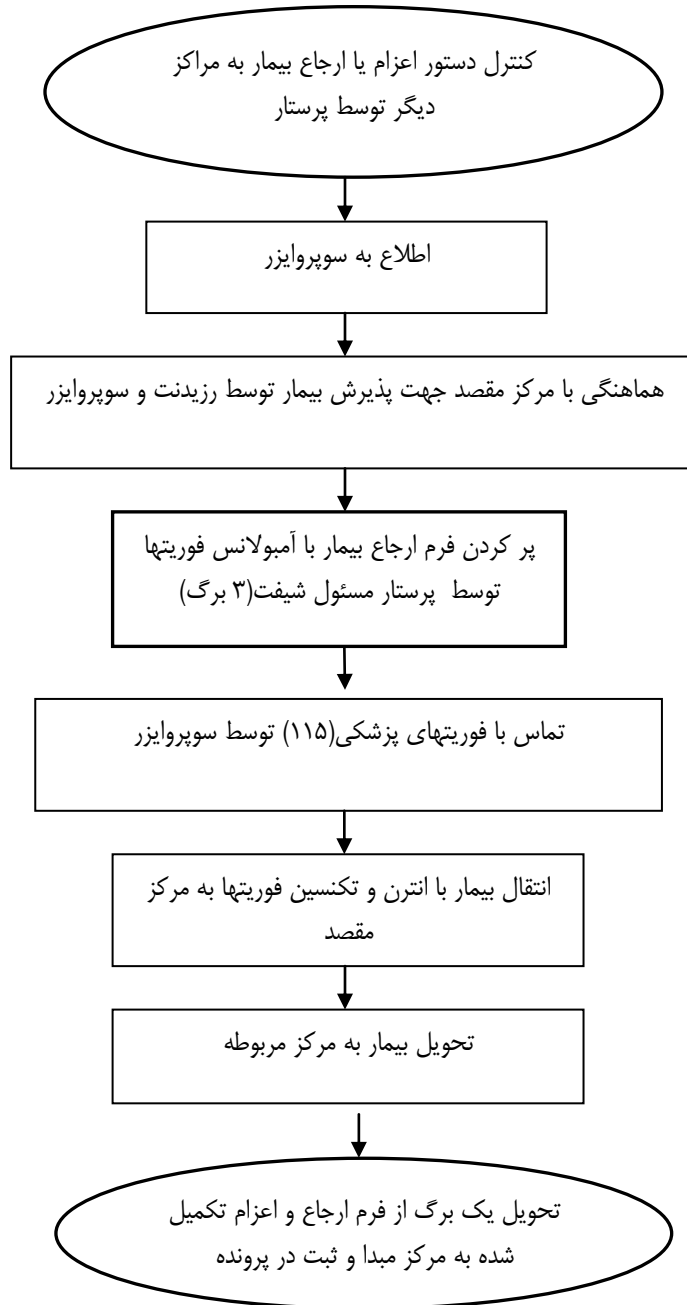 کنترل دستور اعزام یا ارجاع بیمار به مراکز
دیگر توسط پرستار
اطلاع به سوپروایزر
هماهنگی با مرکز مقصد جهت پذیرش بیمار توسط رزیدنت و سوپروایزر
پر کردن فرم ارجاع بیمار با آمبولانس فوریتها
توسط پرستار مسئول شیفت(۳ برگ)
تماس با فوریتهای پزشکی(۱۱۵) توسط سوپروایزر
انتقال بیمار با انترن و تکنسین فوریتها به مرکز
مقصد
تحویل بیمار به مرکز مربوطه
تحویل یک برگ از فرم ارجاع و اعزام تکمیل
شده به مرکز مبدا و ثبت در پرونده